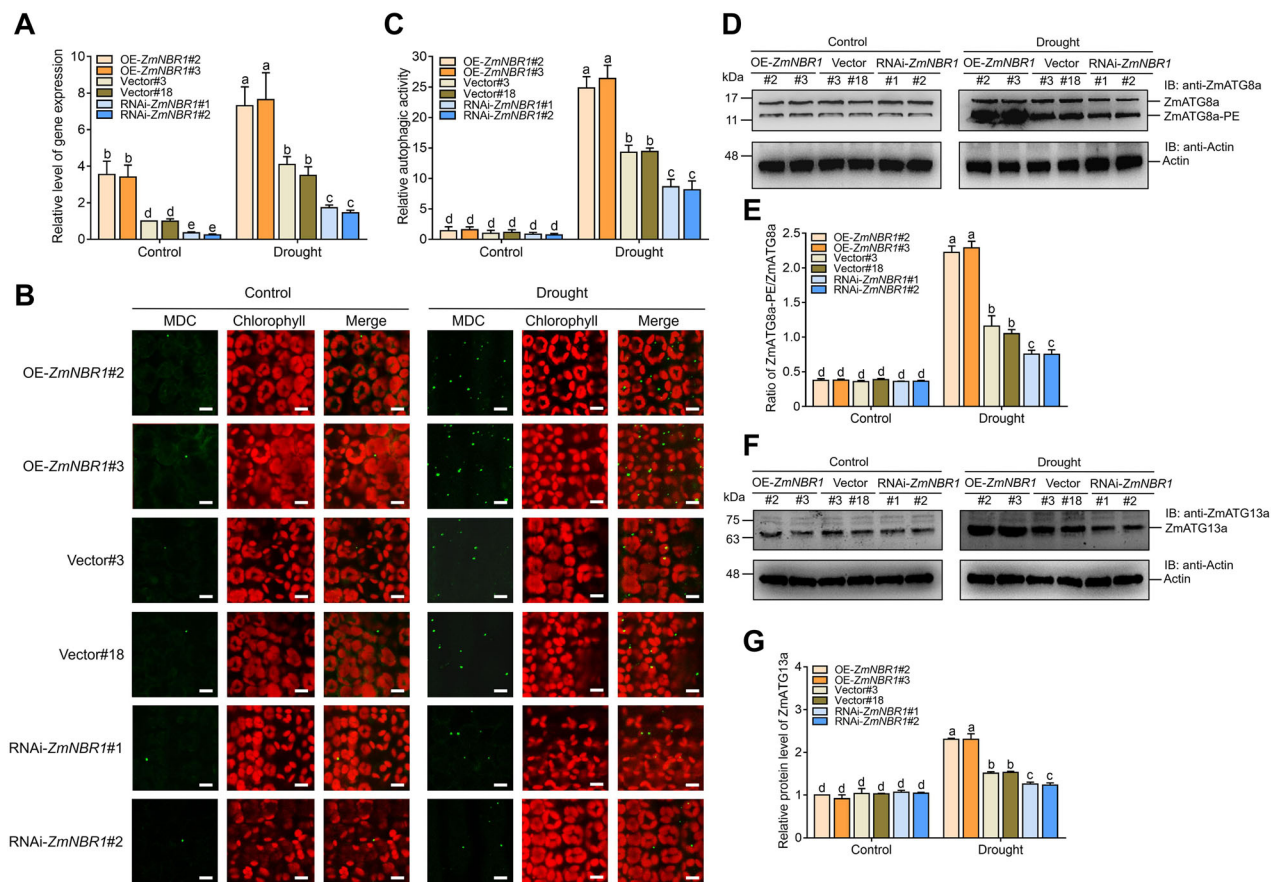 A
Relative level of gene expression
10
8
6
4
2
0
OE-ZmNBR1#2
OE-ZmNBR1#3
Vector#3
Vector#18
RNAi-ZmNBR1#1
RNAi-ZmNBR1#2
b b d d e e a a b b c c
Control Drought
C
Relative autophagic activity
35
30
25
20
15
10
5
0
OE-ZmNBR1#2
OE-ZmNBR1#3
Vector#3
Vector#18
RNAi-ZmNBR1#1
RNAi-ZmNBR1#2
d d d d d d a a b b c c
Control Drought
B
Control Drought
MDC Chlorophyll Merge MDC Chlorophyll Merge
OE-ZmNBR1#2
OE-ZmNBR1#3
Vector#3
Vector#18
RNAi-ZmNBR1#1
RNAi-ZmNBR1#2
D
Control Drought
OE-ZmNBR1 Vector RNAi-ZmNBR1 OE-ZmNBR1 Vector RNAi-ZmNBR1
kDa #2 #3 #3 #18 #1 #2 #2 #3 #3 #18 #1 #2
IB: anti-ZmATG8a
17 ZmATG8a
11 ZmATG8a-PE
IB: anti-Actin
48 Actin
E
Ratio of ZmATG8a-PE/ZmATG8a
2.5
2.0
1.5
1.0
0.5
0
OE-ZmNBR1#2
OE-ZmNBR1#3
Vector#3
Vector#18
RNAi-ZmNBR1#1
RNAi-ZmNBR1#2
d d d d d d a a b b c c
Control Drought
F
Control Drought
OE-ZmNBR1 Vector RNAi-ZmNBR1 OE-ZmNBR1 Vector RNAi-ZmNBR1
kDa #2 #3 #3 #18 #1 #2 #2 #3 #3 #18 #1 #2
IB: anti-ZmATG13a
75
63 ZmATG13a
IB: anti-Actin
48 Actin
G
Relative protein level of ZmATG13a
4
3
2
1
0
OE-ZmNBR1#2
OE-ZmNBR1#3
Vector#3
Vector#18
RNAi-ZmNBR1#1
RNAi-ZmNBR1#2
d d d d d d a a b b c c
Control Drought